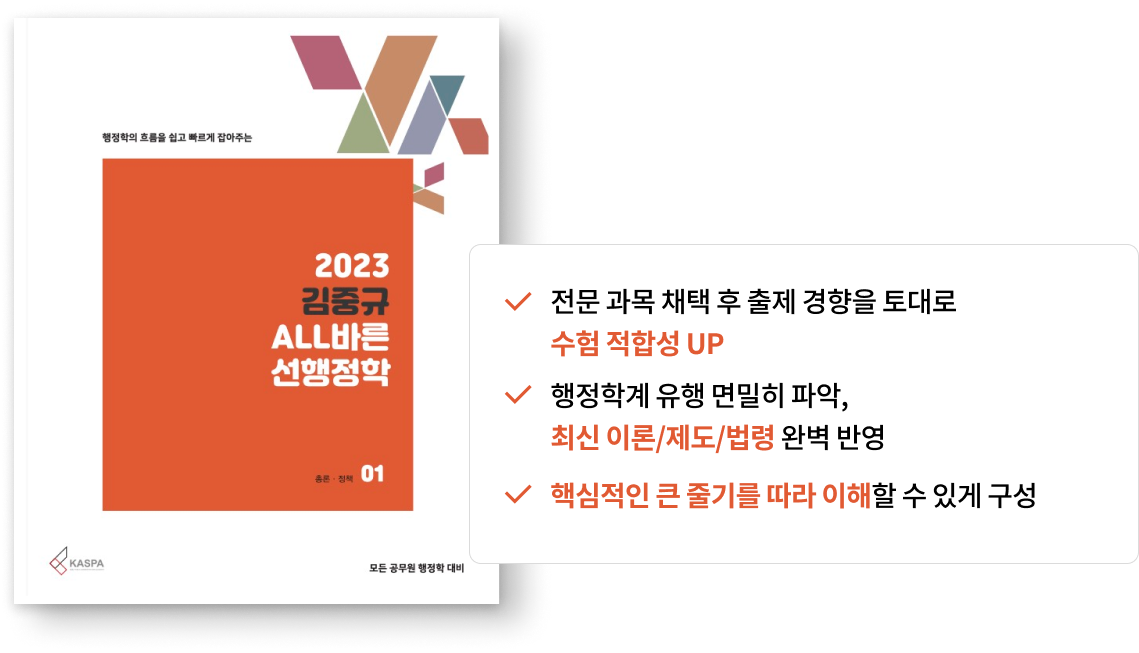 행정학의 흐름을 쉽고 빠르게 잡아주는
2023
김중규
ALL바른
선행정학
총론 · 정책 01
KASPA
모든 공무원 행정학 대비
전문 과목 채택 후 출제 경향을 토대로
수험 적합성 UP
행정학계 유행 면밀히 파악,
최신 이론/제도/법령 완벽 반영
핵심적인 큰 줄기를 따라 이해할 수 있게 구성